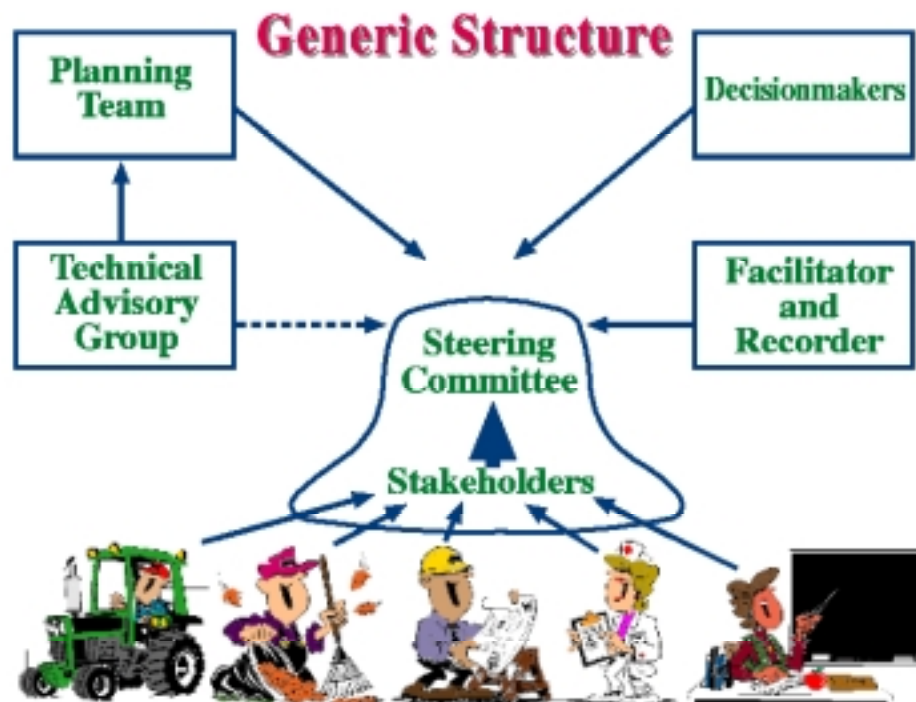 Generic Structure
Planning
Team
Decisionmakers
Technical
Advisory
Group
Facilitator
and
Recorder
Steering
Committee
Stakeholders